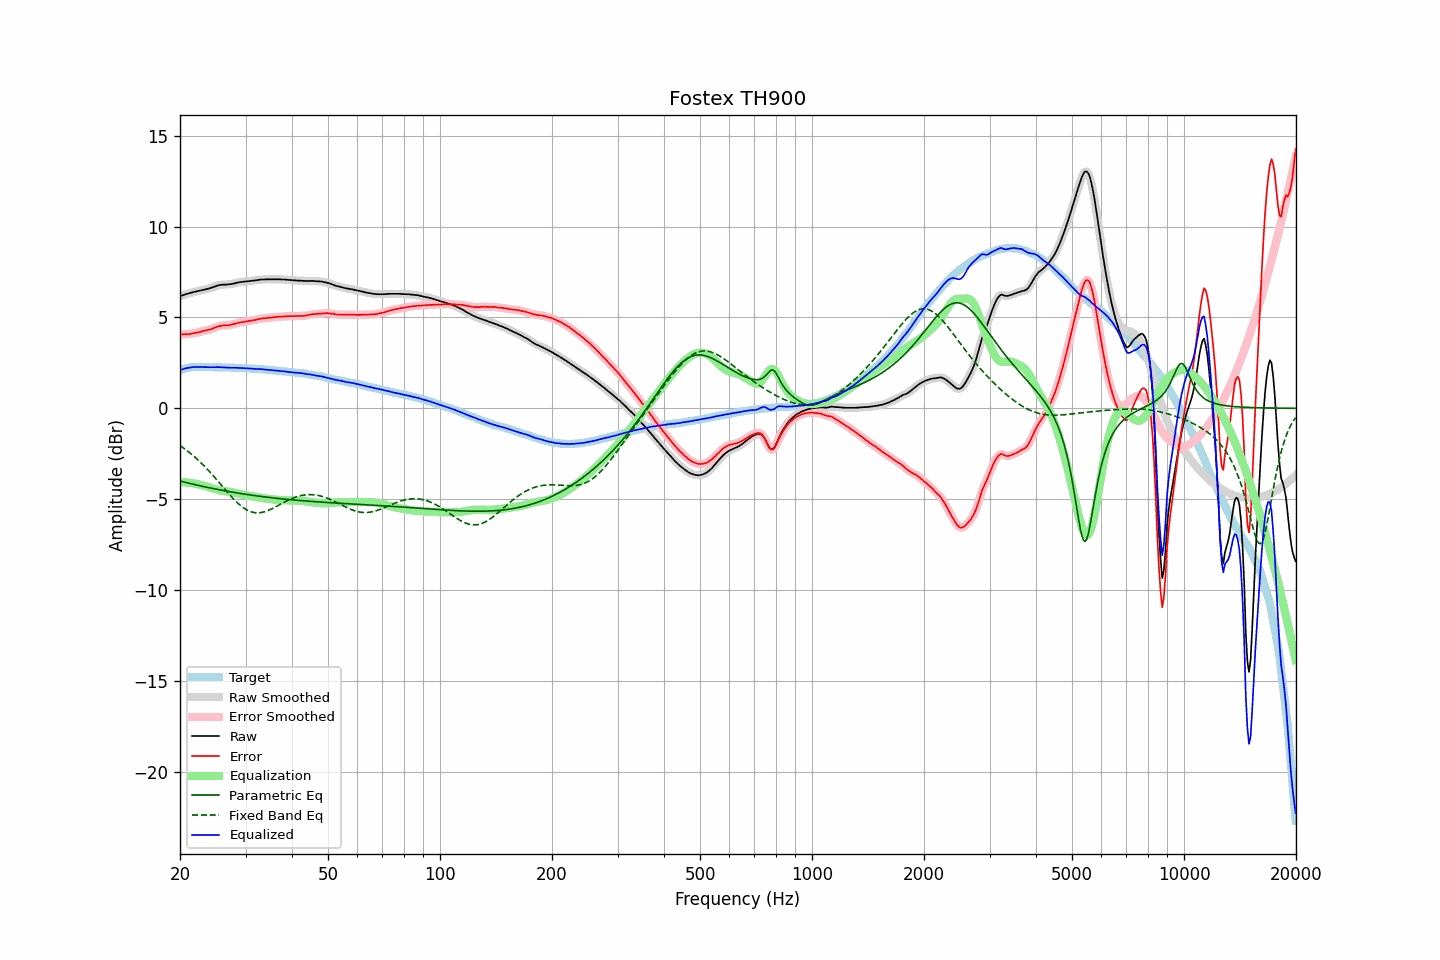 Fostex TH900
Amplitude (dBr)
15
10
5
0
−5
−10
−15
−20
Target
Raw Smoothed
Error Smoothed
Raw
Error
Equalization
Parametric Eq
Fixed Band Eq
Equalized
20 50 100 200 500 1000 2000 5000 10000 20000
Frequency (Hz)